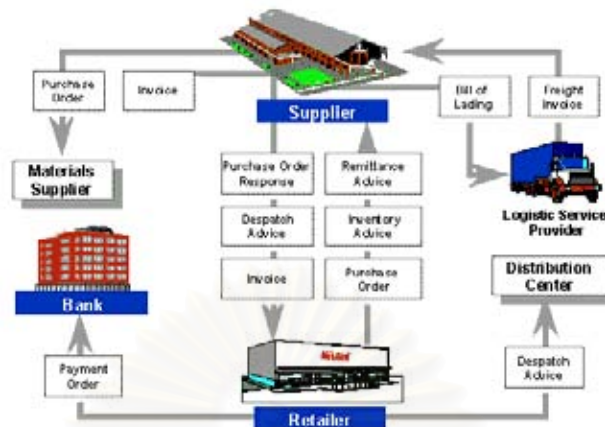 Purchase
Order
Invoice
Bill of
Lading
Freight
Invoice
Supplier
Materials
Supplier
Purchase Order
Response
Remittance
Advice
Logistic Service
Provider
Despatch
Advice
Inventory
Advice
Bank
Invoice
Purchase
Order
Distribution
Center
Payment
Order
Despatch
Advice
Retailer